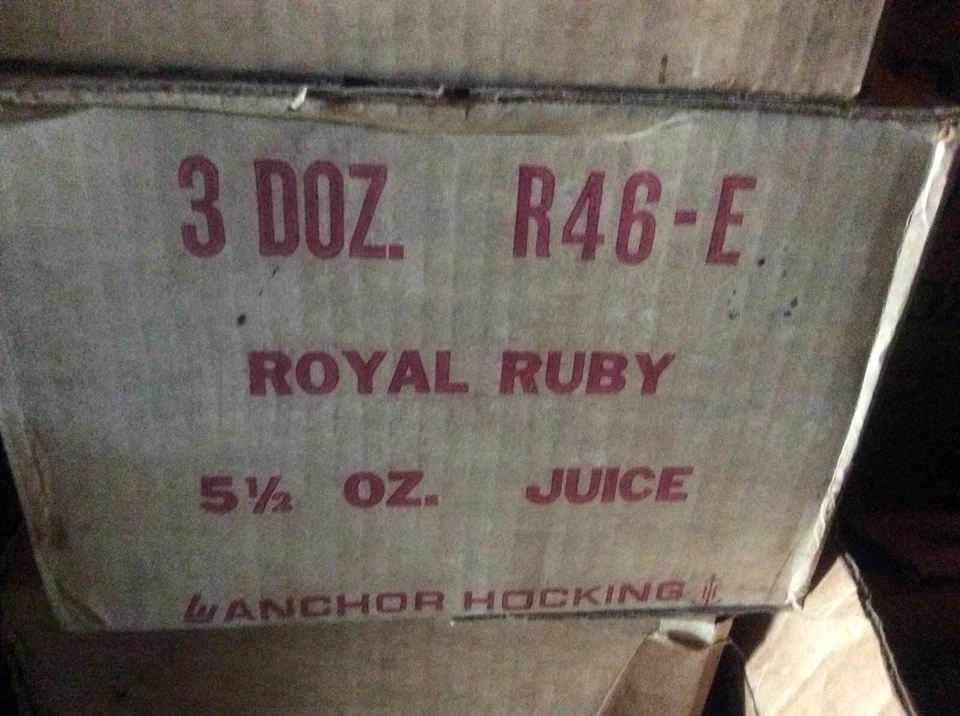 3 DOZ. R46-E
ROYAL RUBY
5½ OZ. JUICE
ANCHOR HOCKING